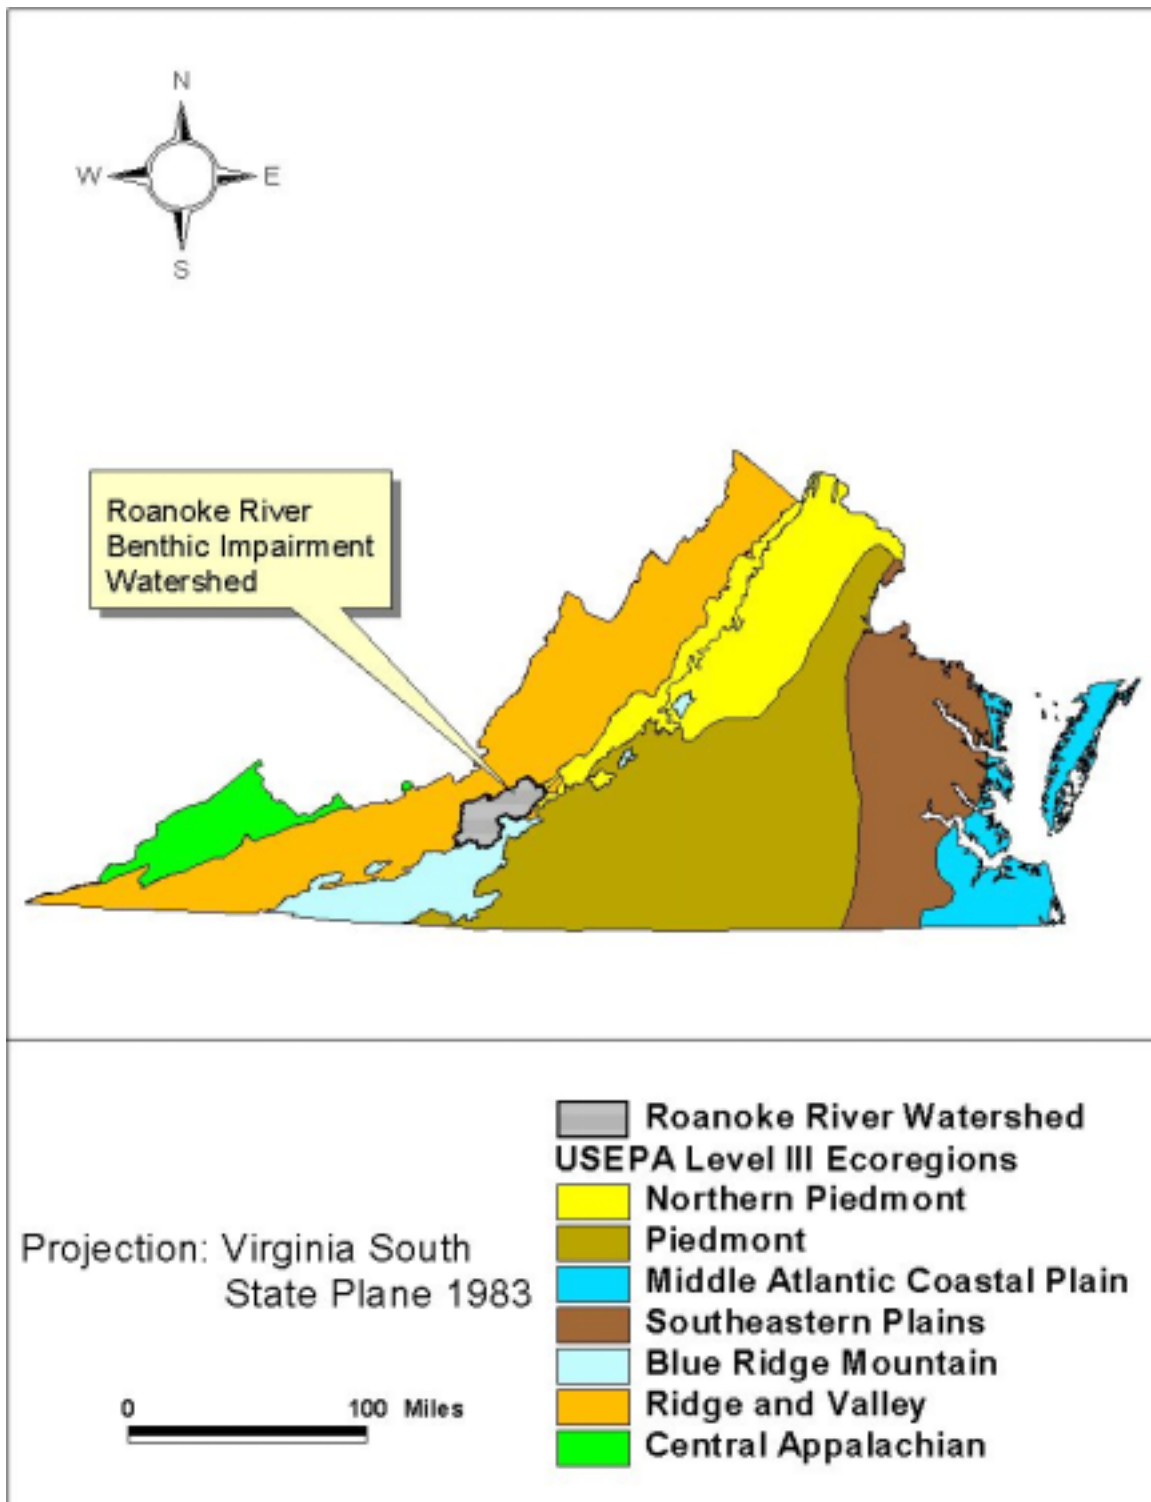 N
W E
S
Roanoke River
Benthic Impairment
Watershed
Roanoke River Watershed
USEPA Level III Ecoregions
Northern Piedmont
Piedmont
Middle Atlantic Coastal Plain
Southeastern Plains
Blue Ridge Mountain
Ridge and Valley
Central Appalachian
Projection: Virginia South
State Plane 1983
0 100 Miles